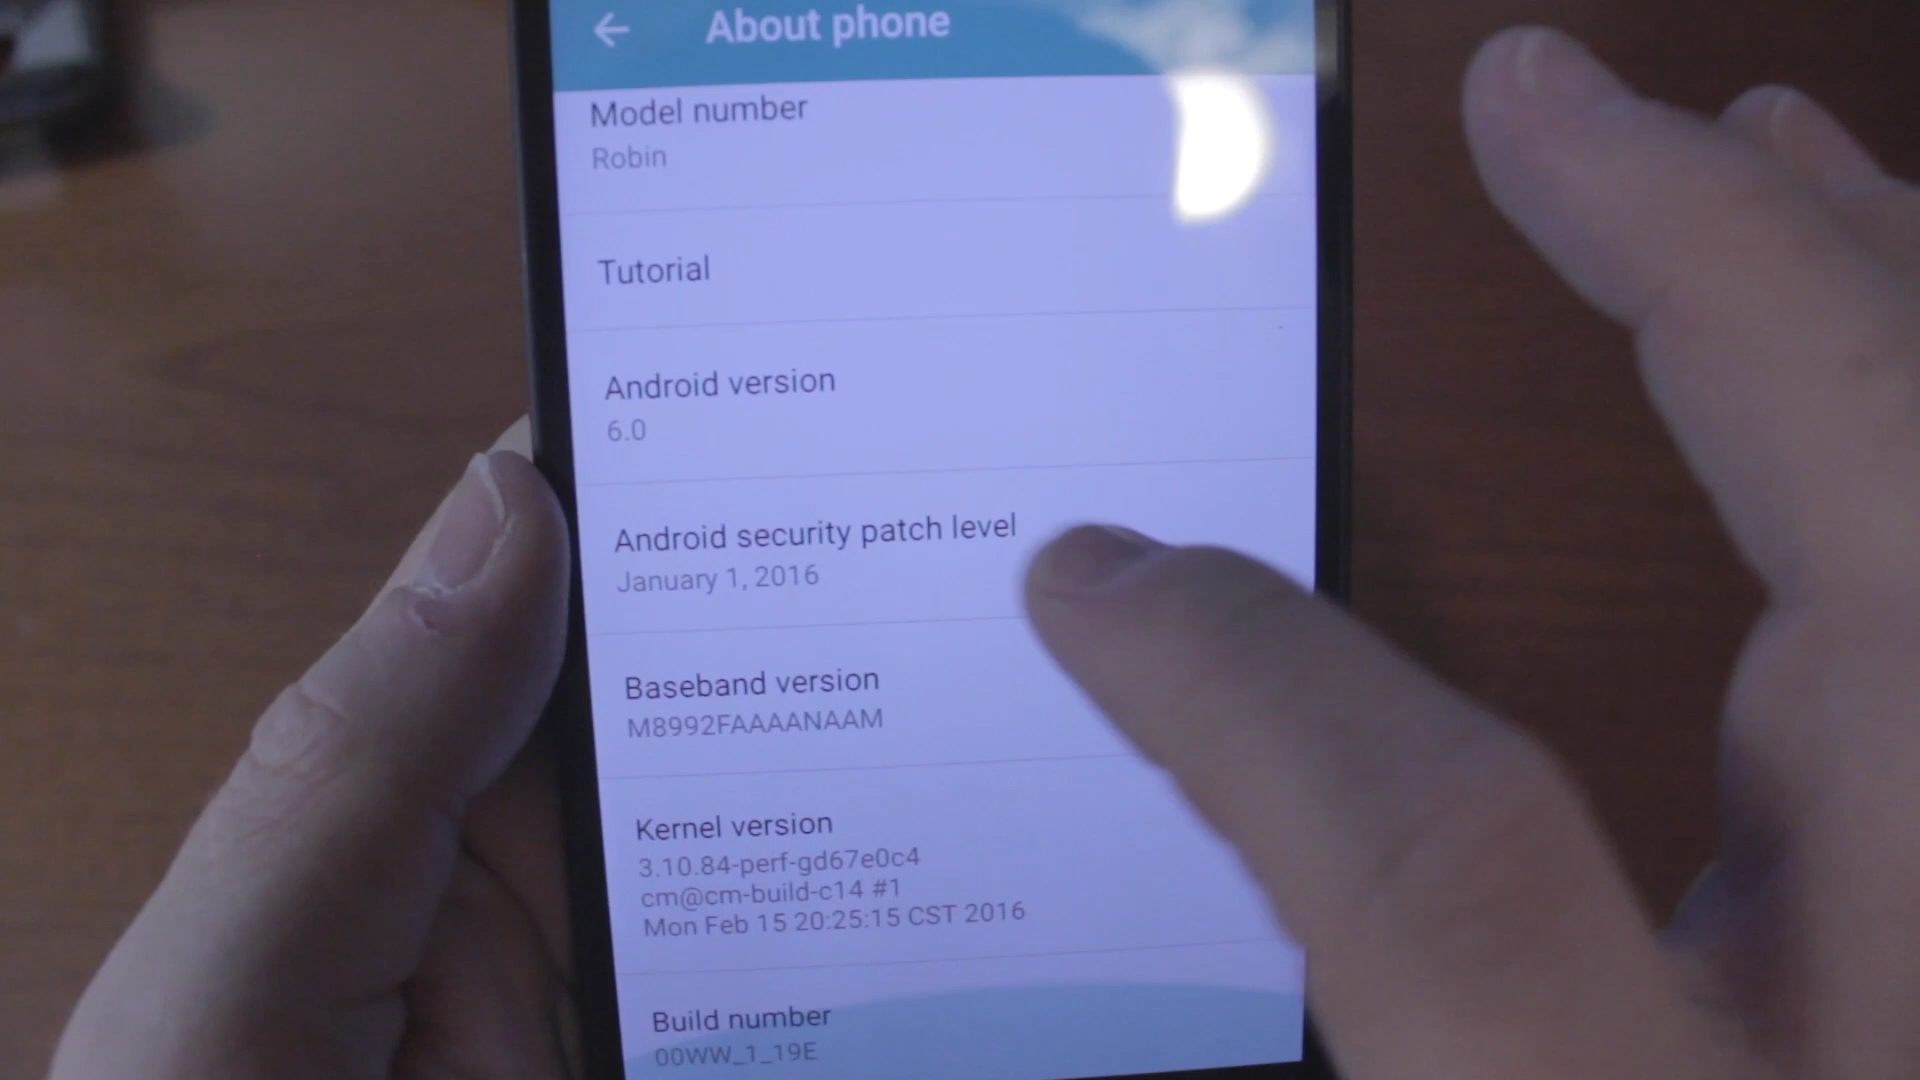 About phone
Model number
Robin
Tutorial
Android version
6.0
Android security patch level
January 1, 2016
Baseband version
M8992FAAAANAAM
Kernel version
3.10.84-perf-gd67e0c4
cm@cm-build-c14 #1
Mon Feb 15 20:25:15 CST 2016
Build number
00WW_1_19E